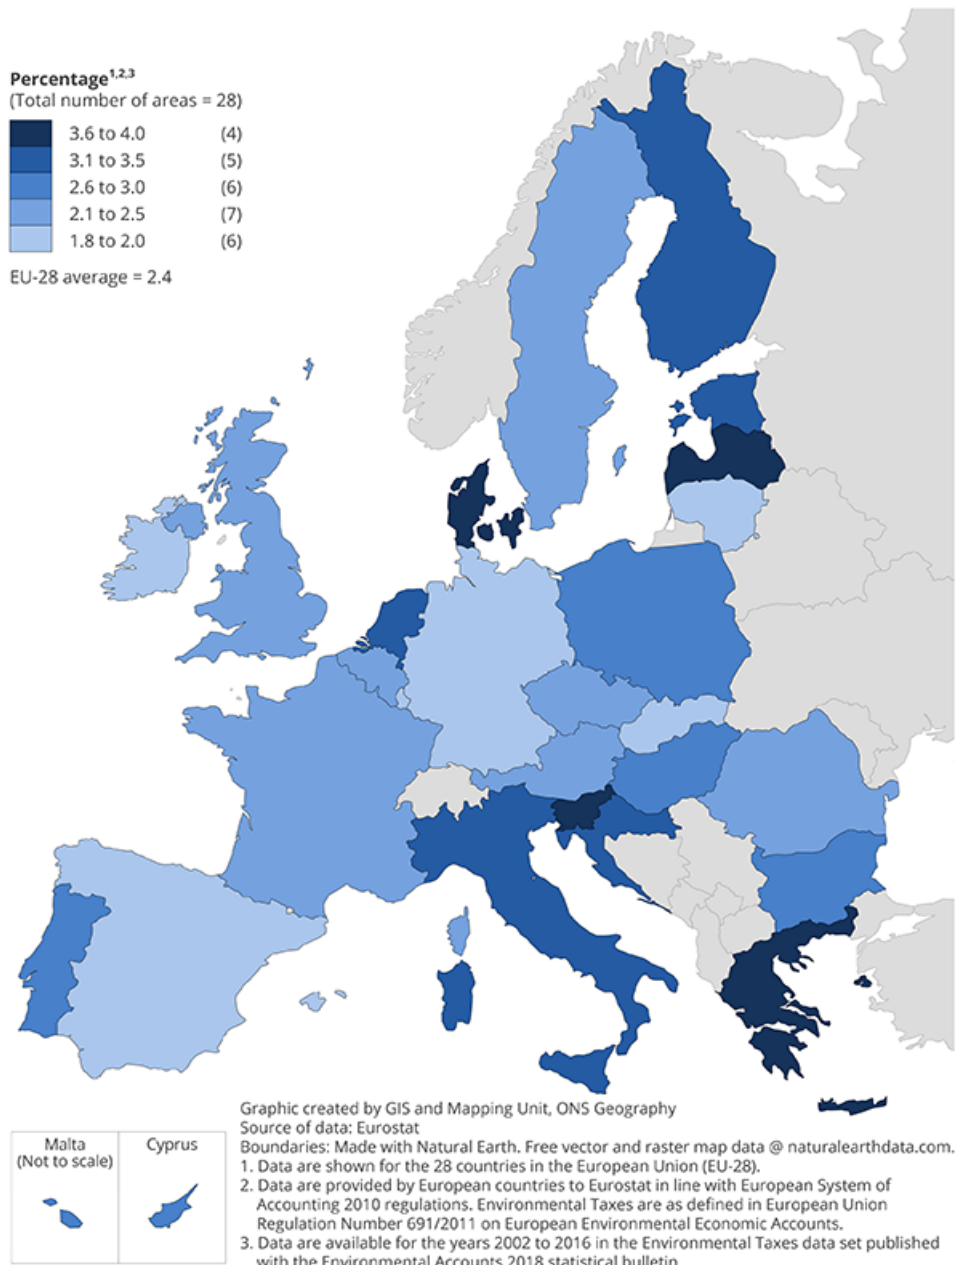 Percentage1,2,3
(Total number of areas = 28)
3.6 to 4.0 (4)
3.1 to 3.5 (5)
2.6 to 3.0 (6)
2.1 to 2.5 (7)
1.8 to 2.0 (6)
EU-28 average = 2.4
Malta
(Not to scale)
Cyprus
Graphic created by GIS and Mapping Unit, ONS Geography
Source of data: Eurostat
Boundaries: Made with Natural Earth. Free vector and raster map data @ naturalearthdata.com.
1. Data are shown for the 28 countries in the European Union (EU-28).
2. Data are provided by European countries to Eurostat in line with European System of
Accounting 2010 regulations. Environmental Taxes are as defined in European Union
Regulation Number 691/2011 on European Environmental Economic Accounts.
3. Data are available for the years 2002 to 2016 in the Environmental Taxes data set published
with the Environmental Accounts 2018 statistical bulletin